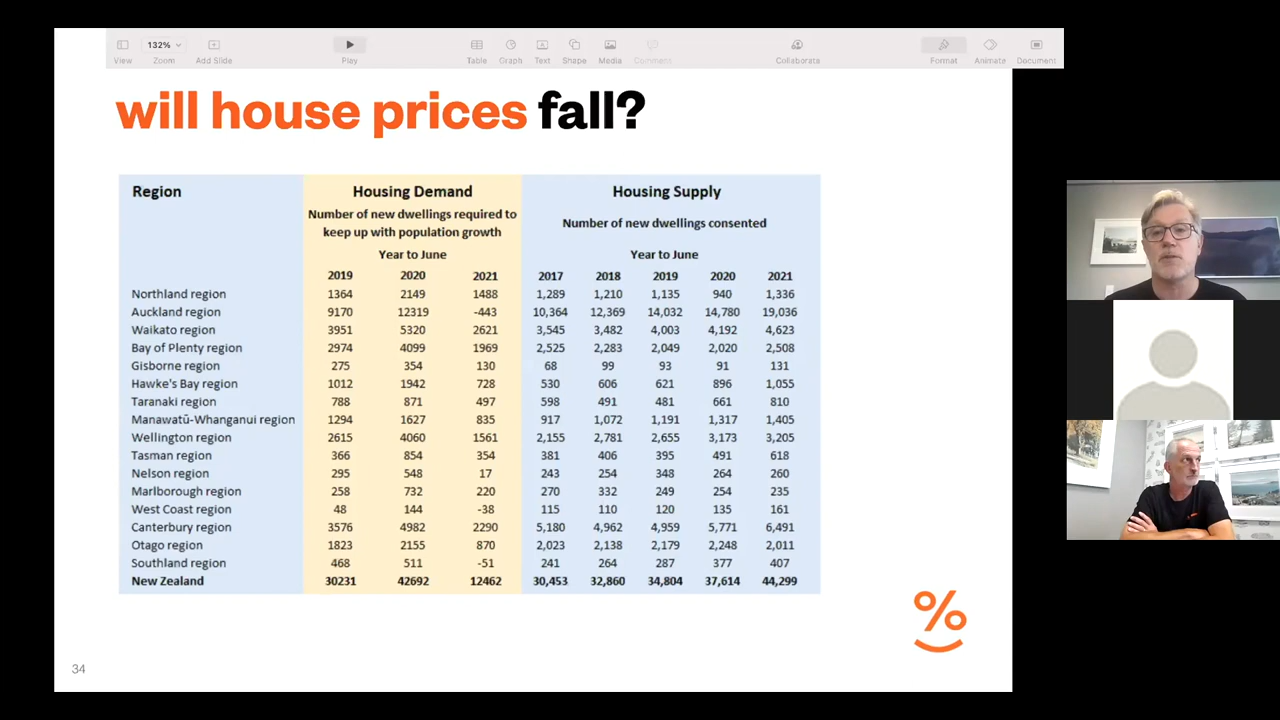 132%
View Zoom Add Slide Play Table Graph Text Shape Media Comment Collaborate Format Animate Document
will house prices fall?
Region Housing Demand Housing Supply
Number of new dwellings required to
keep up with population growth
Number of new dwellings consented
Year to June Year to June
2019 2020 2021 2017 2018 2019 2020 2021
Northland region 1364 2149 1488 1,289 1,210 1,135 940 1,336
Auckland region 9170 12319 -443 10,364 12,369 14,032 14,780 19,036
Waikato region 3951 5320 2621 3,545 3,482 4,003 4,192 4,623
Bay of Plenty region 2974 4099 1969 2,525 2,283 2,049 2,020 2,508
Gisborne region 275 354 130 68 99 93 91 131
Hawke's Bay region 1012 1942 728 530 606 621 896 1,055
Taranaki region 788 871 497 598 491 481 661 810
Manawatū-Whanganui region 1294 1627 835 917 1,072 1,191 1,317 1,405
Wellington region 2615 4060 1561 2,155 2,781 2,655 3,173 3,205
Tasman region 366 854 354 381 406 395 491 618
Nelson region 295 548 17 243 254 348 264 260
Marlborough region 258 732 220 270 332 249 254 235
West Coast region 48 144 -38 115 110 120 135 161
Canterbury region 3576 4982 2290 5,180 4,962 4,959 5,771 6,491
Otago region 1823 2155 870 2,023 2,138 2,179 2,248 2,011
Southland region 468 511 -51 241 264 287 377 407
New Zealand 30231 42692 12462 30,453 32,860 34,804 37,614 44,299
%
34